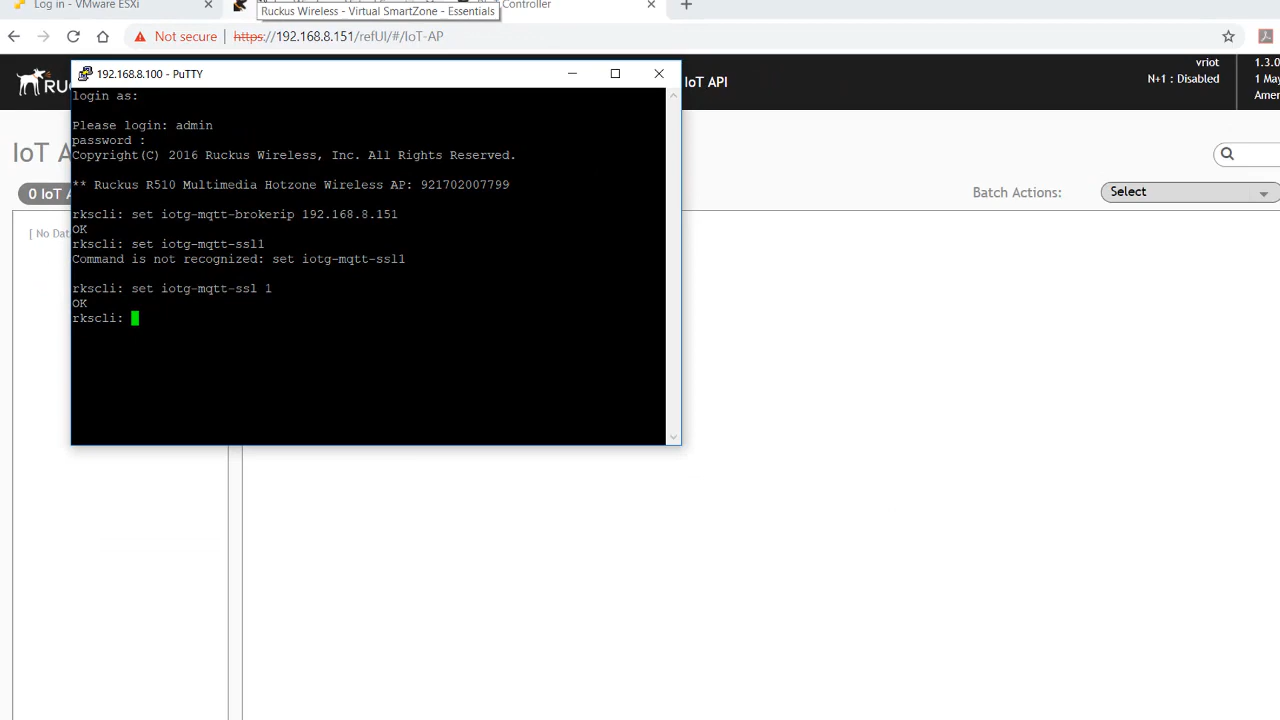 Log in - VMware ESXi
Ruckus Wireless - Virtual SmartZone - Essentials
Controller
Not secure
https://192.168.8.151/refUI/#/IoT-AP
192.168.8.100 - PuTTY
IoT API
vriot
N+1 : Disabled
1.3.0
1 May
login as:
Please login: admin
password :
Copyright(C) 2016 Ruckus Wireless, Inc. All Rights Reserved.
** Ruckus R510 Multimedia Hotzone Wireless AP: 921702007799
rkscli: set iotg-mqtt-brokerip 192.168.8.151
OK
rkscli: set iotg-mqtt-ssl1
Command is not recognized: set iotg-mqtt-ssl1
rkscli: set iotg-mqtt-ssl 1
OK
rkscli:
IoT A
0 IoT A
[ No Dat
Batch Actions:
Select